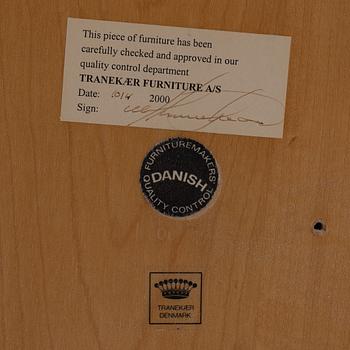 This piece of furniture has been
carefully checked and approved in our
quality control department
TRANEKÆR FURNITURE A/S
Date: 2000
Sign:
FURNITUREMAKERS'
DANISH
QUALITY CONTROL
TRANEKÆR
DENMARK